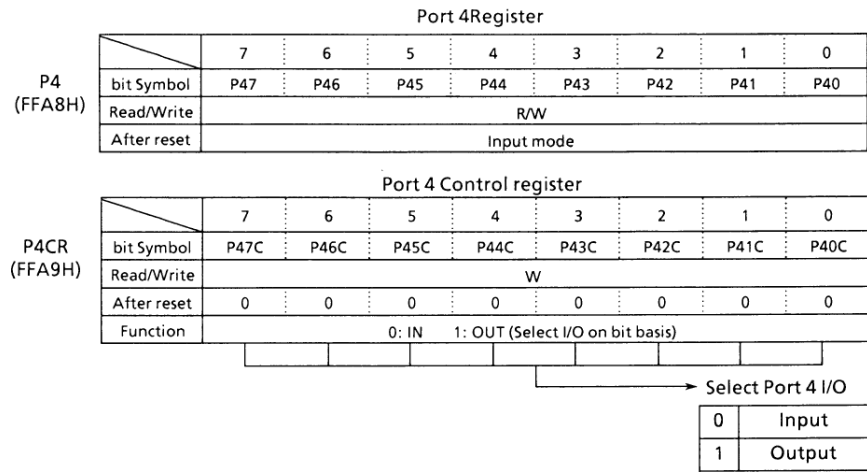 Port 4Register
7 6 5 4 3 2 1 0
P4
(FFA8H)
bit Symbol P47 P46 P45 P44 P43 P42 P41 P40
Read/Write R/W
After reset Input mode
Port 4 Control register
7 6 5 4 3 2 1 0
P4CR
(FFA9H)
bit Symbol P47C P46C P45C P44C P43C P42C P41C P40C
Read/Write W
After reset 0 0 0 0 0 0 0 0
Function 0: IN 1: OUT (Select I/O on bit basis)
Select Port 4 I/O
0 Input
1 Output